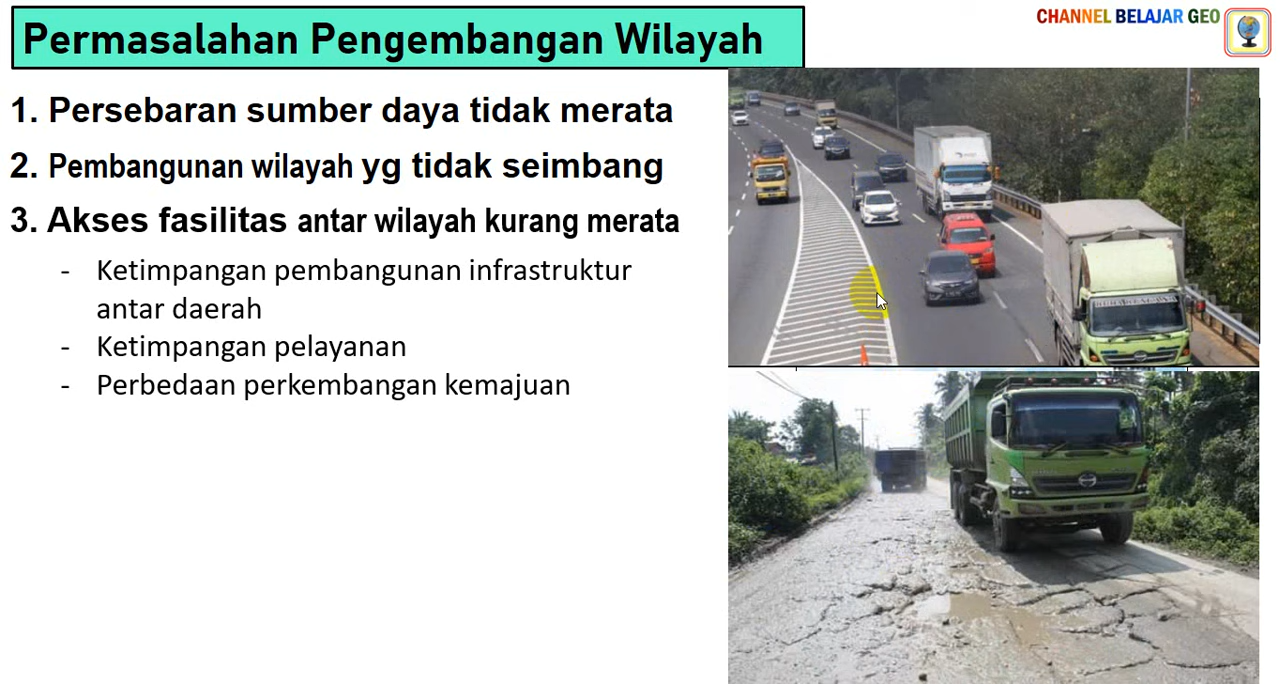 CHANNEL BELAJAR GEO
Permasalahan Pengembangan Wilayah
1. Persebaran sumber daya tidak merata
2. Pembangunan wilayah yg tidak seimbang
3. Akses fasilitas antar wilayah kurang merata
- Ketimpangan pembangunan infrastruktur
antar daerah
- Ketimpangan pelayanan
- Perbedaan perkembangan kemajuan